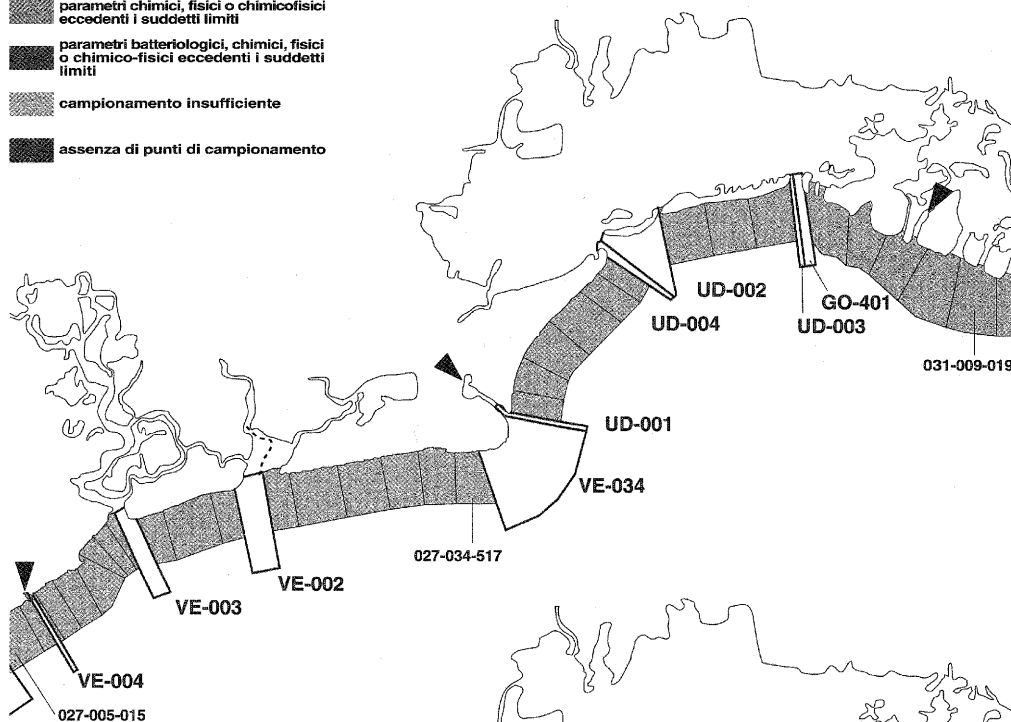 parametri chimici, fisici o chimicofisici
eccedenti i suddetti limiti
parametri batteriologici, chimici, fisici
o chimico-fisici eccedenti i suddetti
limiti
campionamento insufficiente
assenza di punti di campionamento
UD-002
GO-401
UD-004
UD-003
031-009-019
UD-001
VE-034
027-034-517
VE-002
VE-003
VE-004
027-005-015